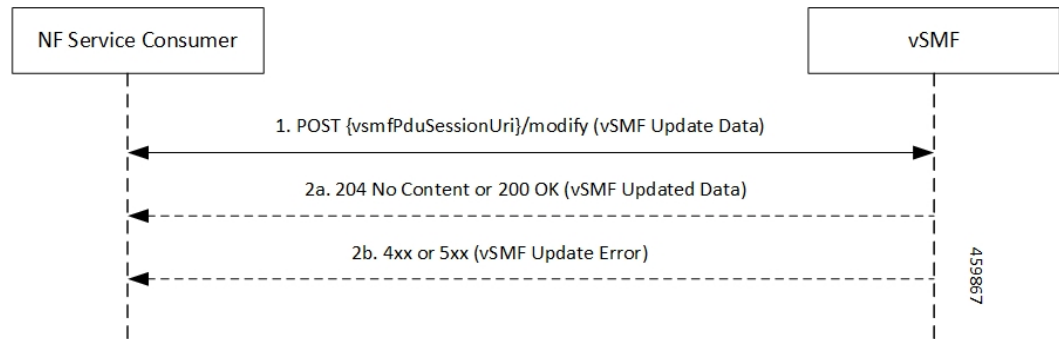 NF Service Consumer
vSMF
1. POST {vsmfPduSessionUri}/modify (vSMF Update Data)
2a. 204 No Content or 200 OK (vSMF Updated Data)
2b. 4xx or 5xx (vSMF Update Error)
459867